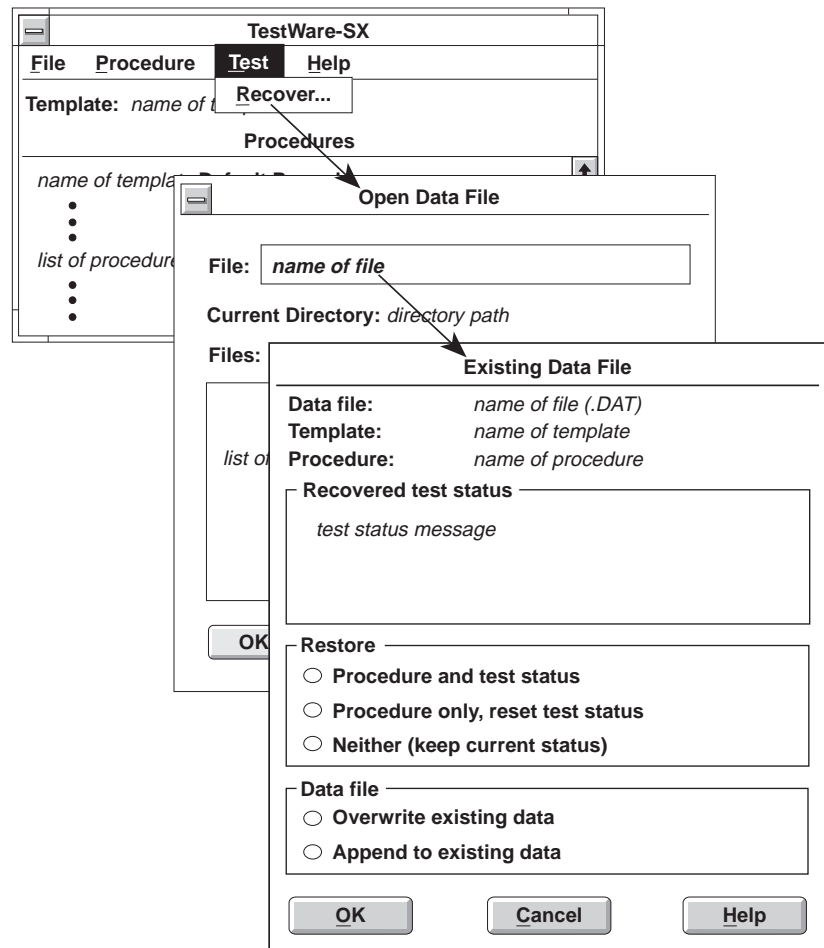 TestWare-SX
File Procedure Test Help
Recover...
Template: name of
Procedures
name of
list of
Open Data File
File: name of file
Current Directory: directory path
Files:
list of
OK
Existing Data File
Data file: name of file (.DAT)
Template: name of template
Procedure: name of procedure
Recovered test status
test status message
Restore
Procedure and test status
Procedure only, reset test status
Neither (keep current status)
Data file
Overwrite existing data
Append to existing data
OK Cancel Help